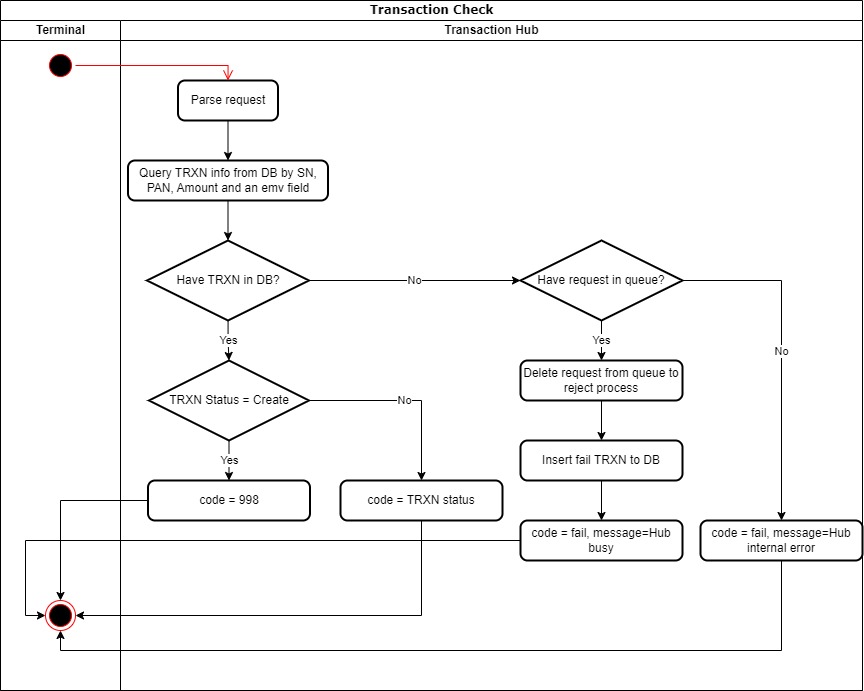 Transaction Check
Terminal
Transaction Hub
Parse request
Query TRXN info from DB by SN,
PAN, Amount and an emv field
Have TRXN in DB?
No
Have request in queue?
Yes
Yes
No
Delete request from queue to
reject process
TRXN Status = Create
No
Yes
Insert fail TRXN to DB
code = 998
code = TRXN status
code = fail, message=Hub
busy
code = fail, message=Hub
internal error